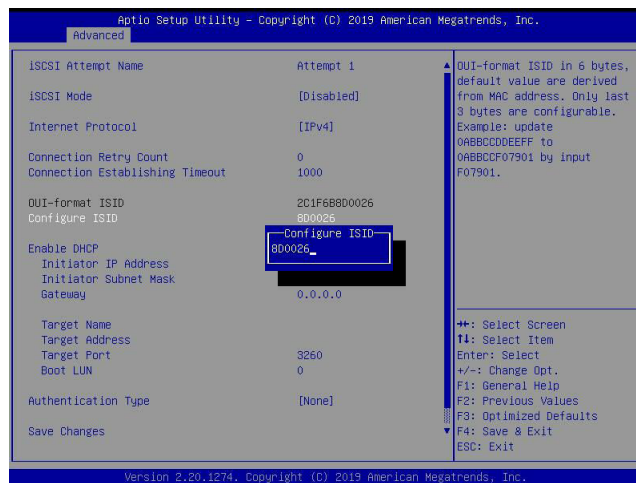 Aptio Setup Utility – Copyright (C) 2019 American Megatrends, Inc.
Advanced
iSCSI Attempt Name Attempt 1
iSCSI Mode [Disabled]
Internet Protocol [IPv4]
Connection Retry Count 0
Connection Establishing Timeout 1000
OUI-format ISID 2C1F6B8D0026
Configure ISID 8D0026
Configure ISID
8D0026_
Enable DHCP
Initiator IP Address
Initiator Subnet Mask
Gateway 0.0.0.0
Target Name
Target Address
Target Port 3260
Boot LUN 0
Authentication Type [None]
Save Changes
OUI-format ISID in 6 bytes,
default value are derived
from MAC address. Only last
3 bytes are configurable.
Example: update
0ABBCCDDEEFF to
0ABBCCF07901 by input
F07901.
→←: Select Screen
↑↓: Select Item
Enter: Select
+/-: Change Opt.
F1: General Help
F2: Previous Values
F3: Optimized Defaults
F4: Save & Exit
ESC: Exit
Version 2.20.1274. Copyright (C) 2019 American Megatrends, Inc.